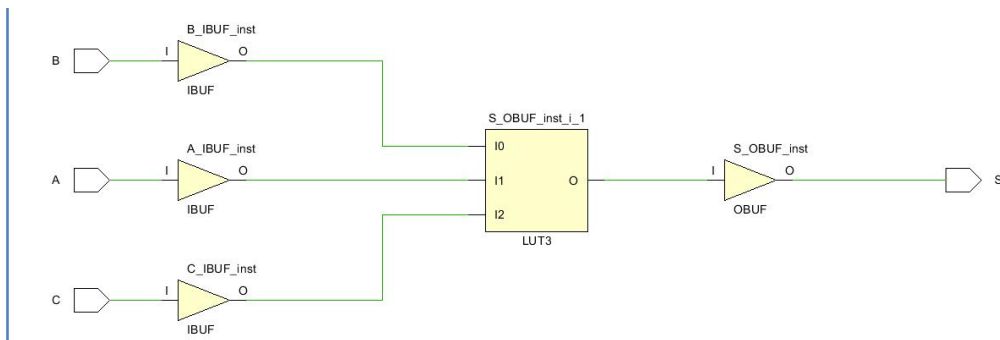 B_IBUF_inst
B
I
O
IBUF
S_OBUF_inst_i_1
A_IBUF_inst
I0
S_OBUF_inst
A
I
O
I1
O
I
O
S
IBUF
I2
OBUF
LUT3
C_IBUF_inst
C
I
O
IBUF